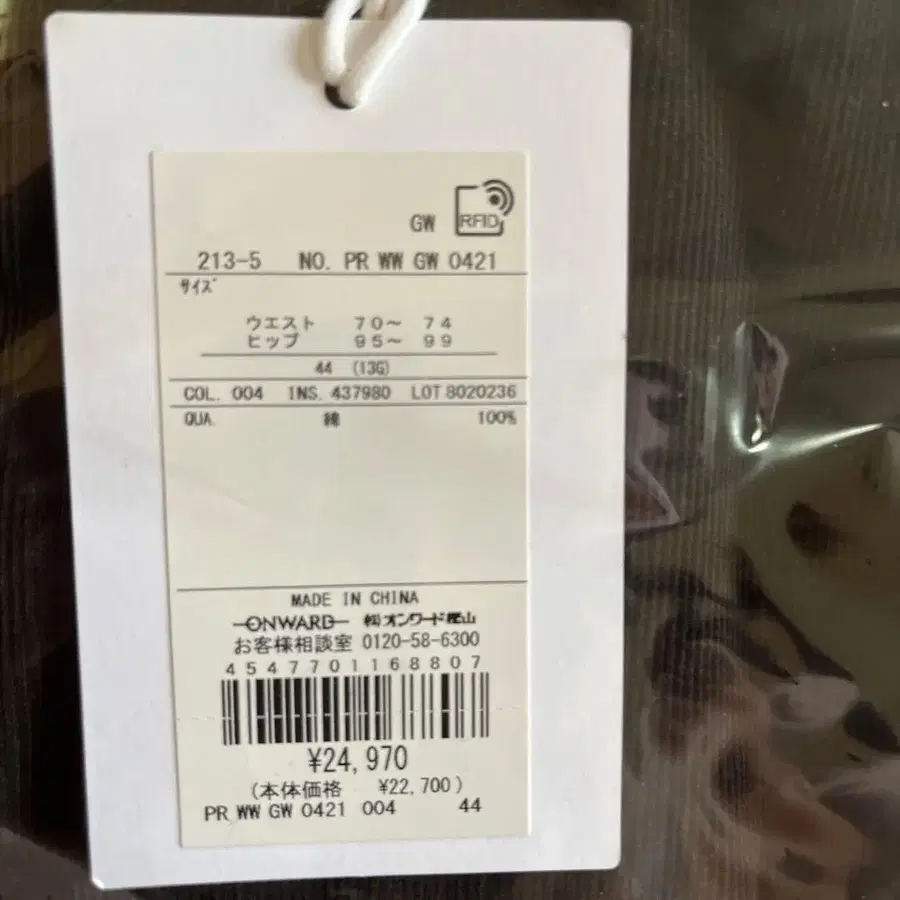 GW RFID
213-5 NO. PR WW GW 0421
サイズ
ウエスト 70～ 74
ヒップ 95～ 99
44 (13G)
COL. 004 INS. 437980 LOT 8020236
QUA. 綿 100%
MADE IN CHINA
ONWARD ㈱オンワード樫山
お客様相談室 0120-58-6300
4547701168807
¥24,970
(本体価格 ¥22,700)
PR WW GW 0421 004 44